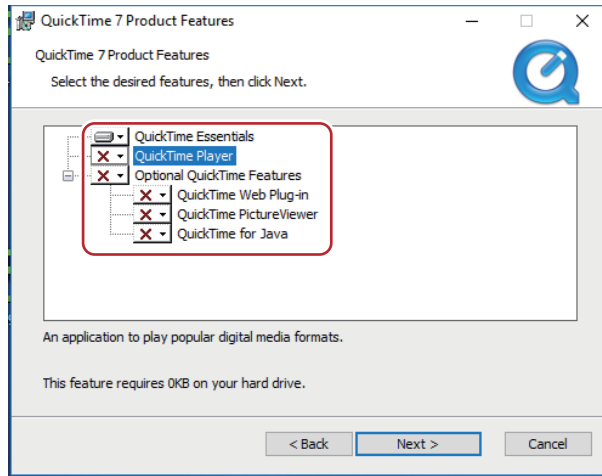 QuickTime 7 Product Features
QuickTime 7 Product Features
Select the desired features, then click Next.
QuickTime Essentials
QuickTime Player
Optional QuickTime Features
QuickTime Web Plug-in
QuickTime PictureViewer
QuickTime for Java
An application to play popular digital media formats.
This feature requires 0KB on your hard drive.
< Back Next > Cancel